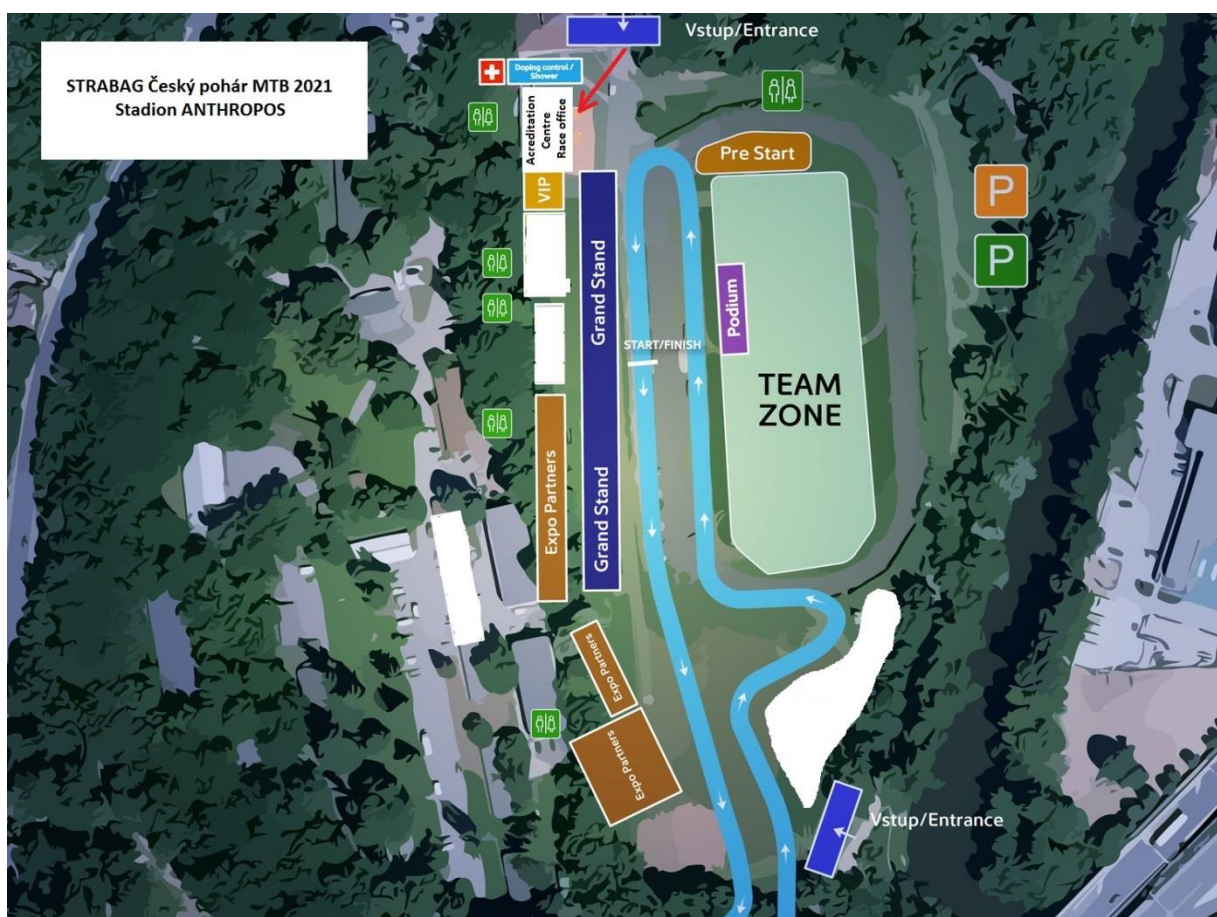 STRABAG Český pohár MTB 2021
Stadion ANTHROPOS
Vstup/Entrance
Doping control /
Shower
Acreditation
Centre
Race office
VIP
Pre Start
P
P
Grand Stand
Podium
START/FINISH
TEAM
ZONE
Expo Partners
Grand Stand
Expo Partners
Expo Partners
Vstup/Entrance